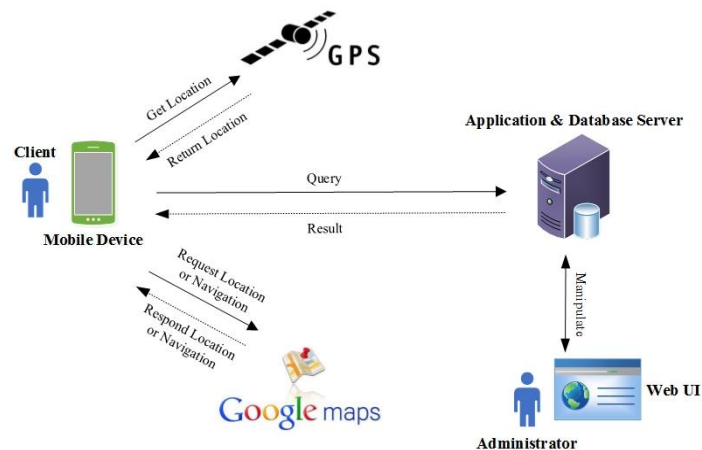 GPS
Get Location
Return Location
Application & Database Server
Client
Query
Result
Mobile Device
Request Location
or Navigation
Respond Location
or Navigation
Manipulate
Google maps
Web UI
Administrator